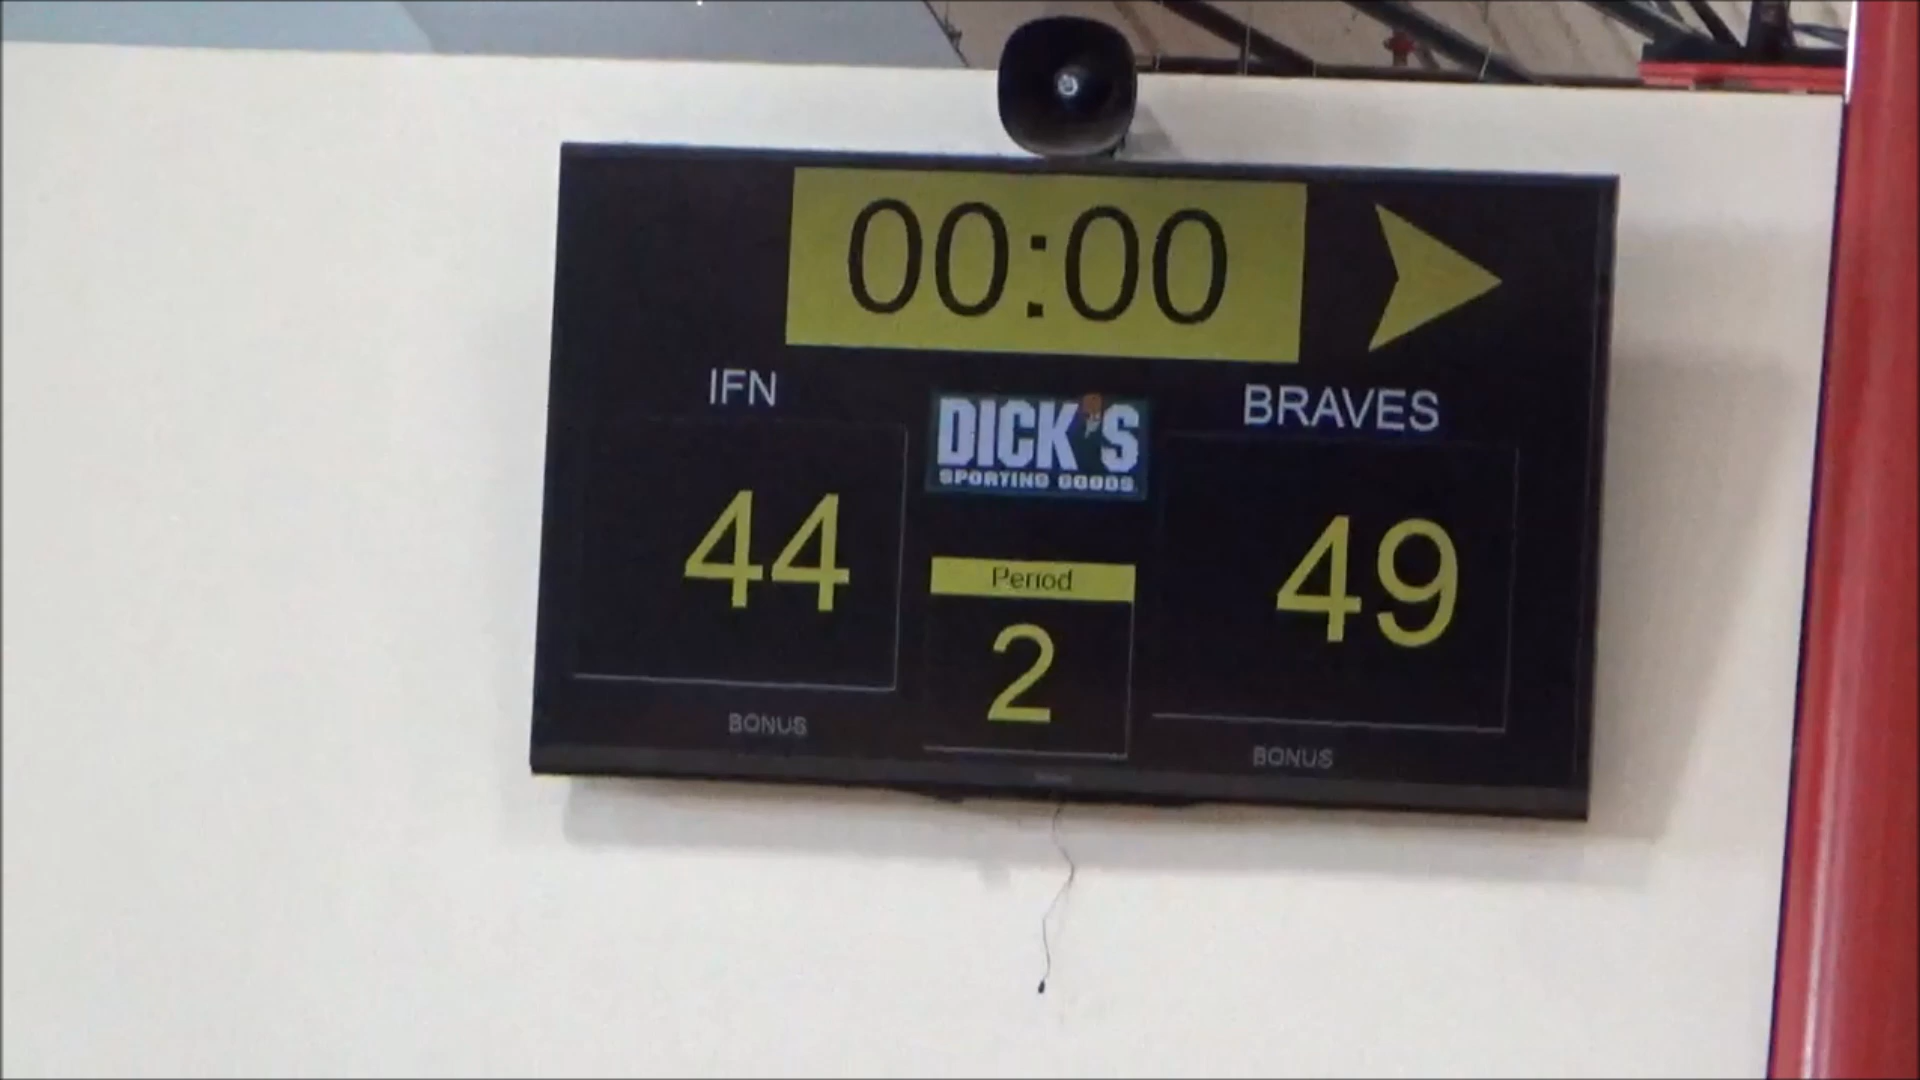 00:00
IFN
BRAVES
DICK'S
SPORTING GOODS
44
49
Period
2
BONUS
BONUS